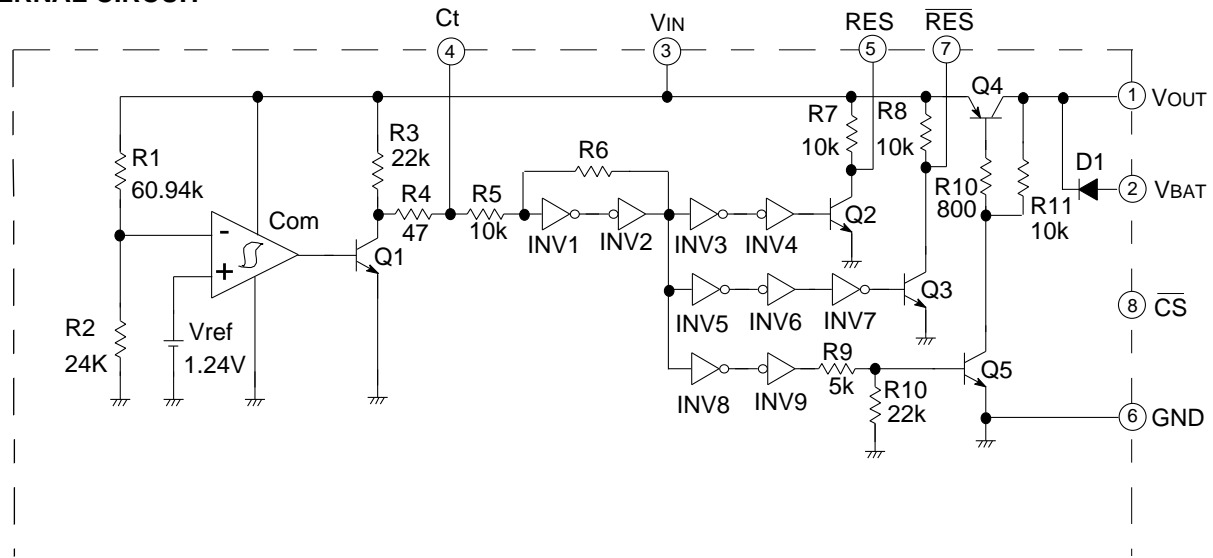 Ct
VIN
RES
RES
4
3
5
7
Q4
1
VOUT
R1
60.94k
R3
22k
R4
47
R5
10k
R6
R7
10k
R8
10k
R10
800
R11
10k
D1
2
VBAT
Com
-
+
Q1
INV1
INV2
INV3
INV4
Q2
R2
24K
Vref
1.24V
INV5
INV6
INV7
Q3
8
CS
INV8
INV9
R9
5k
R10
22k
Q5
6
GND